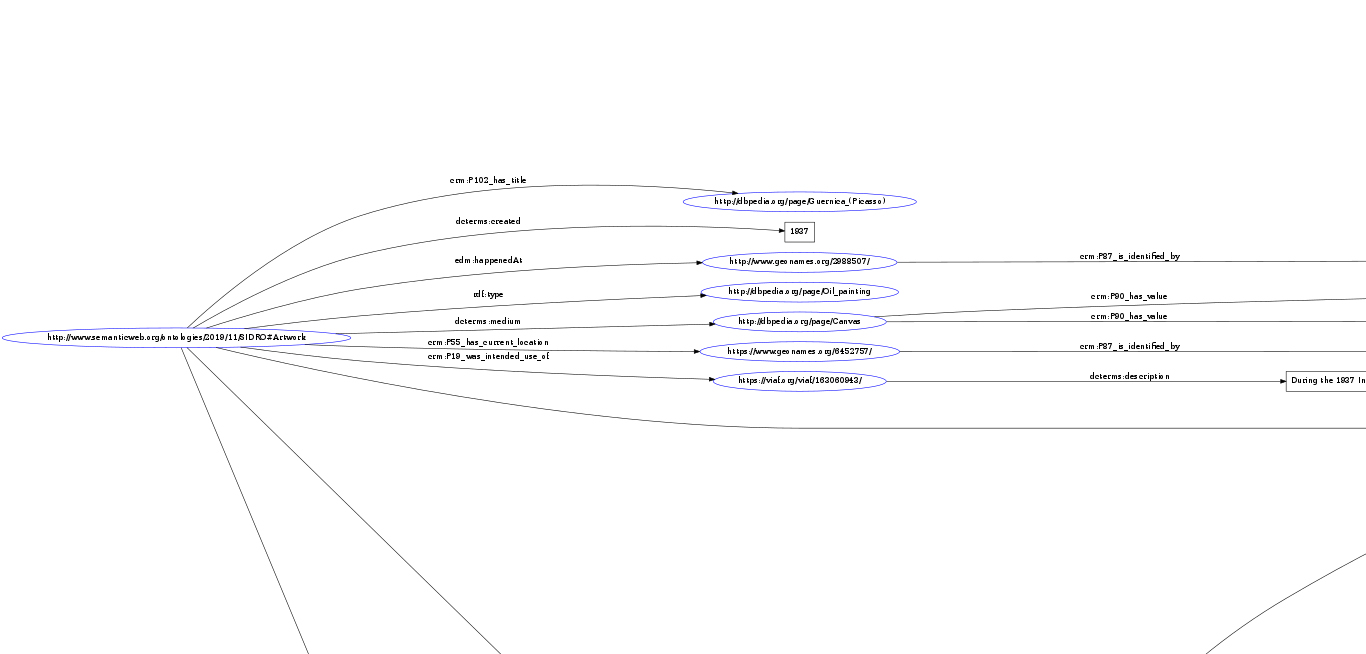 crm:P102_has_title
http://dbpedia.org/page/Guernica_(Picasso)
dcterms:created
1937
edm:happenedAt
http://www.geonames.org/2988507/
crm:P87_is_identified_by
rdf:type
http://dbpedia.org/page/Oil_painting
crm:P90_has_value
dcterms:medium
http://dbpedia.org/page/Canvas
crm:P90_has_value
http://www.semanticweb.org/ontologies/2019/11/SIDRO#Artwork
crm:P55_has_current_location
https://www.geonames.org/6452757/
crm:P87_is_identified_by
crm:P19_was_intended_use_of
https://viaf.org/viaf/163060943/
dcterms:description
During the 1937 In